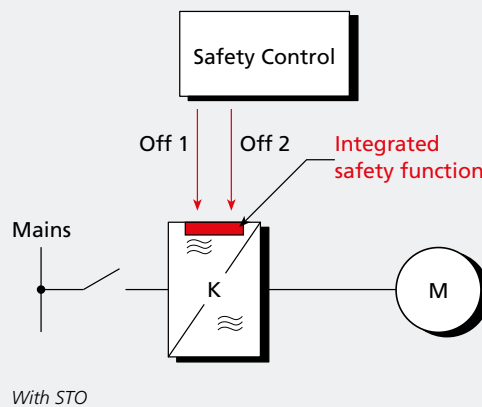 Safety Control
Off 1
Off 2
Integrated
safety function
Mains
K
M
With STO